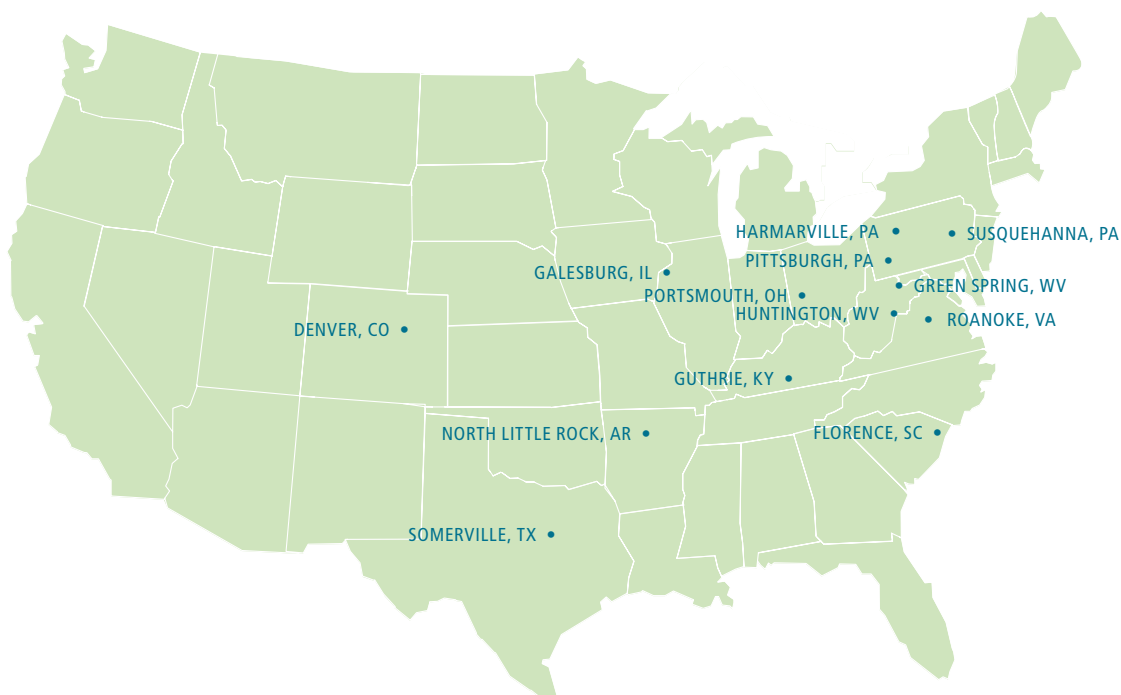 HARMARVILLE, PA
SUSQUEHANNA, PA
PITTSBURGH, PA
GALESBURG, IL
GREEN SPRING, WV
PORTSMOUTH, OH
HUNTINGTON, WV
ROANOKE, VA
DENVER, CO
GUTHRIE, KY
NORTH LITTLE ROCK, AR
FLORENCE, SC
SOMERVILLE, TX